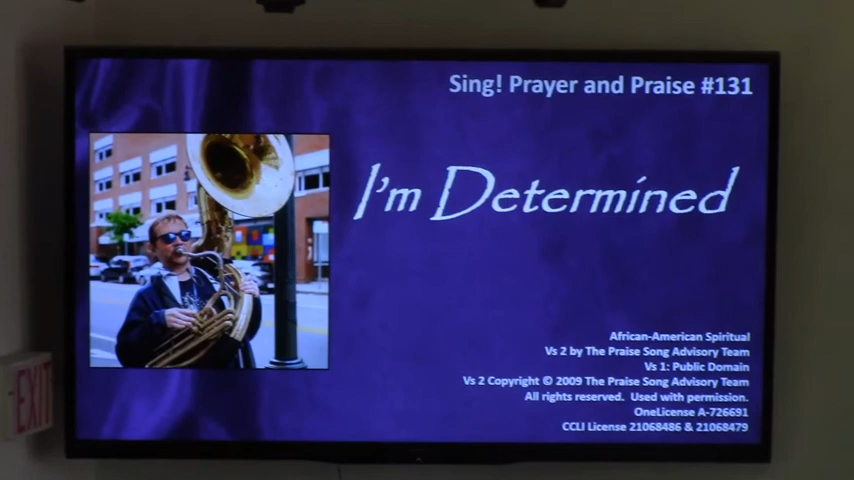 Sing! Prayer and Praise #131
I'm Determined
African-American Spiritual
Vs 2 by The Praise Song Advisory Team
Vs 1: Public Domain
Vs 2 Copyright © 2009 The Praise Song Advisory Team
All rights reserved. Used with permission.
OneLicense A-726691
CCLI License 21068486 & 21068479
EXIT